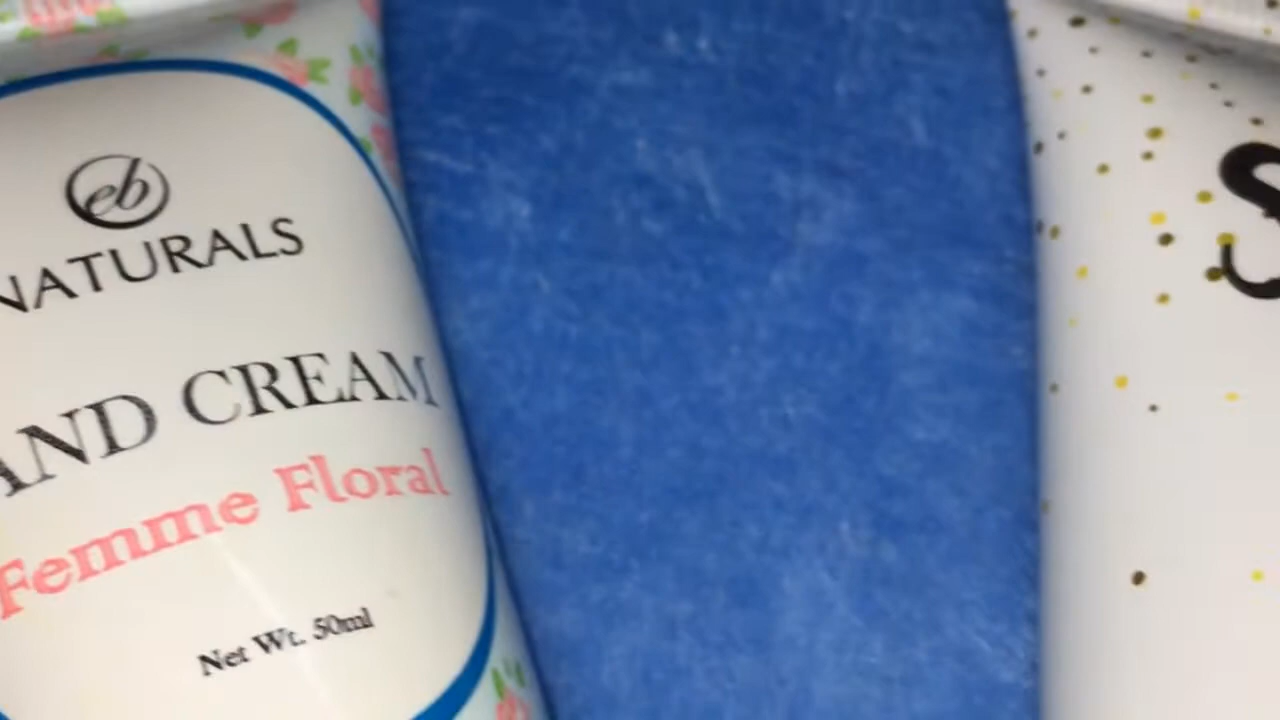 eb
NATURALS
AND CREAM
Femme Floral
Net Wt. 50ml
S